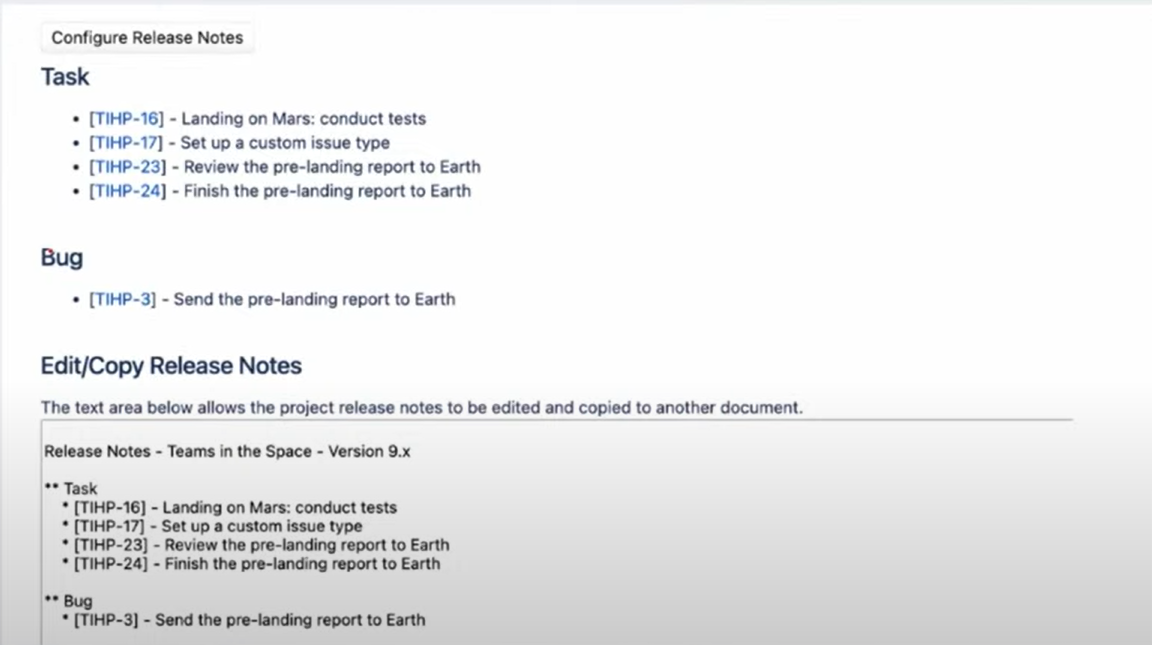 Configure Release Notes
Task
• [TIHP-16] - Landing on Mars: conduct tests
• [TIHP-17] - Set up a custom issue type
• [TIHP-23] - Review the pre-landing report to Earth
• [TIHP-24] - Finish the pre-landing report to Earth
Bug
• [TIHP-3] - Send the pre-landing report to Earth
Edit/Copy Release Notes
The text area below allows the project release notes to be edited and copied to another document.
Release Notes - Teams in the Space - Version 9.x
** Task
* [TIHP-16] - Landing on Mars: conduct tests
* [TIHP-17] - Set up a custom issue type
* [TIHP-23] - Review the pre-landing report to Earth
* [TIHP-24] - Finish the pre-landing report to Earth
** Bug
* [TIHP-3] - Send the pre-landing report to Earth